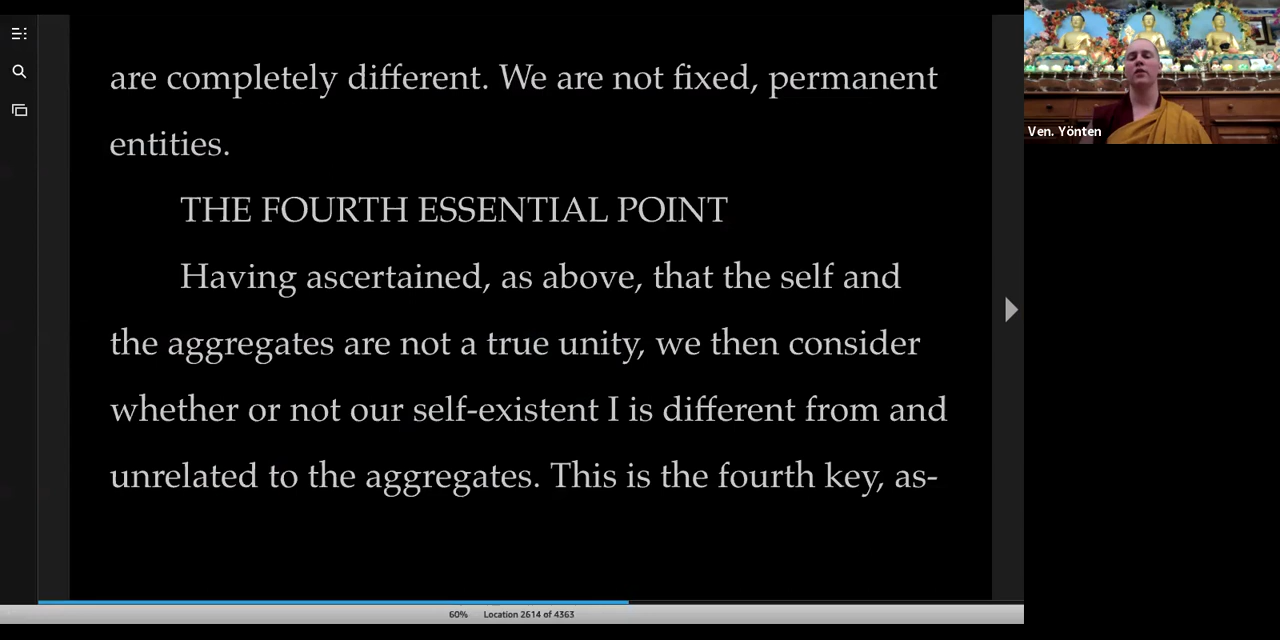 are completely different. We are not fixed, permanent
entities.
THE FOURTH ESSENTIAL POINT
Having ascertained, as above, that the self and
the aggregates are not a true unity, we then consider
whether or not our self-existent I is different from and
unrelated to the aggregates. This is the fourth key, as-
60% Location 2614 of 4363
Ven. Yönten